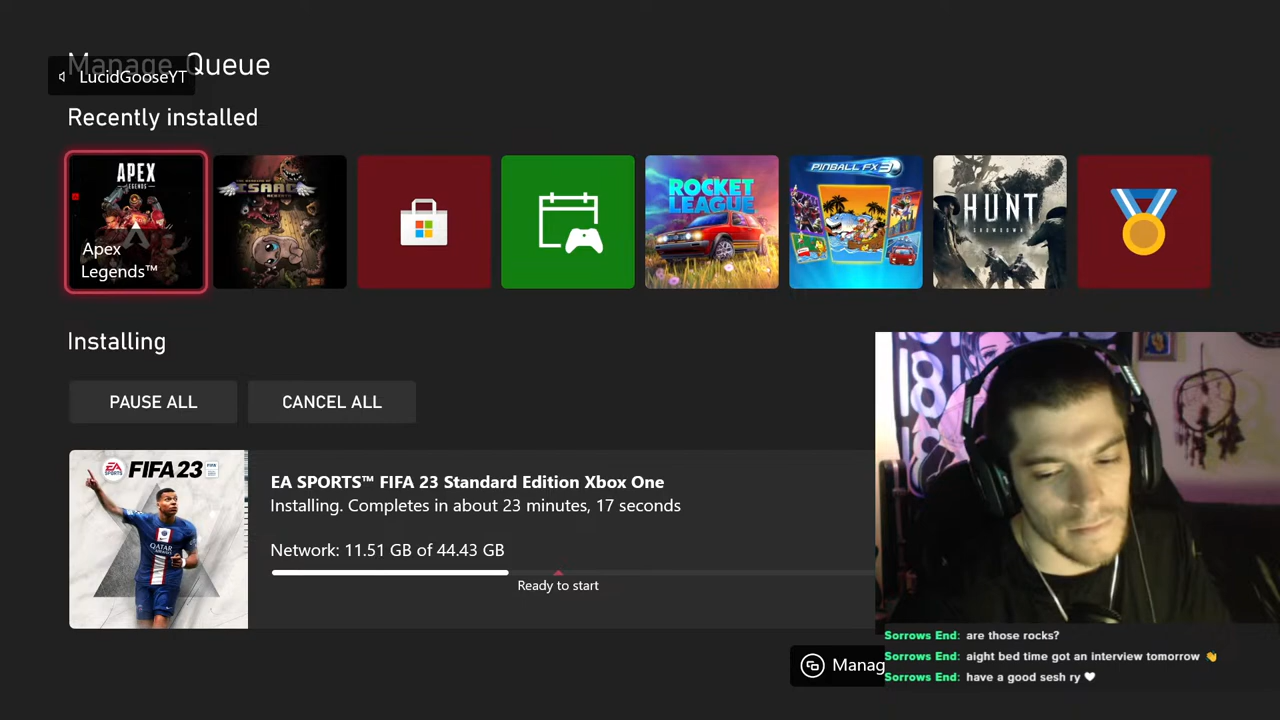 Manage Queue
LucidGooseYT
Recently installed
APEX
LEGENDS
Apex
Legends™
ISAAC
ROCKET
LEAGUE
PINBALL FX3
HUNT
SHOWDOWN
Installing
PAUSE ALL
CANCEL ALL
EA SPORTS FIFA 23
QATAR
EA SPORTS™ FIFA 23 Standard Edition Xbox One
Installing. Completes in about 23 minutes, 17 seconds
Network: 11.51 GB of 44.43 GB
Ready to start
Manag
Sorrows End: are those rocks?
Sorrows End: aight bed time got an interview tomorrow 👋
Sorrows End: have a good sesh ry 🤍